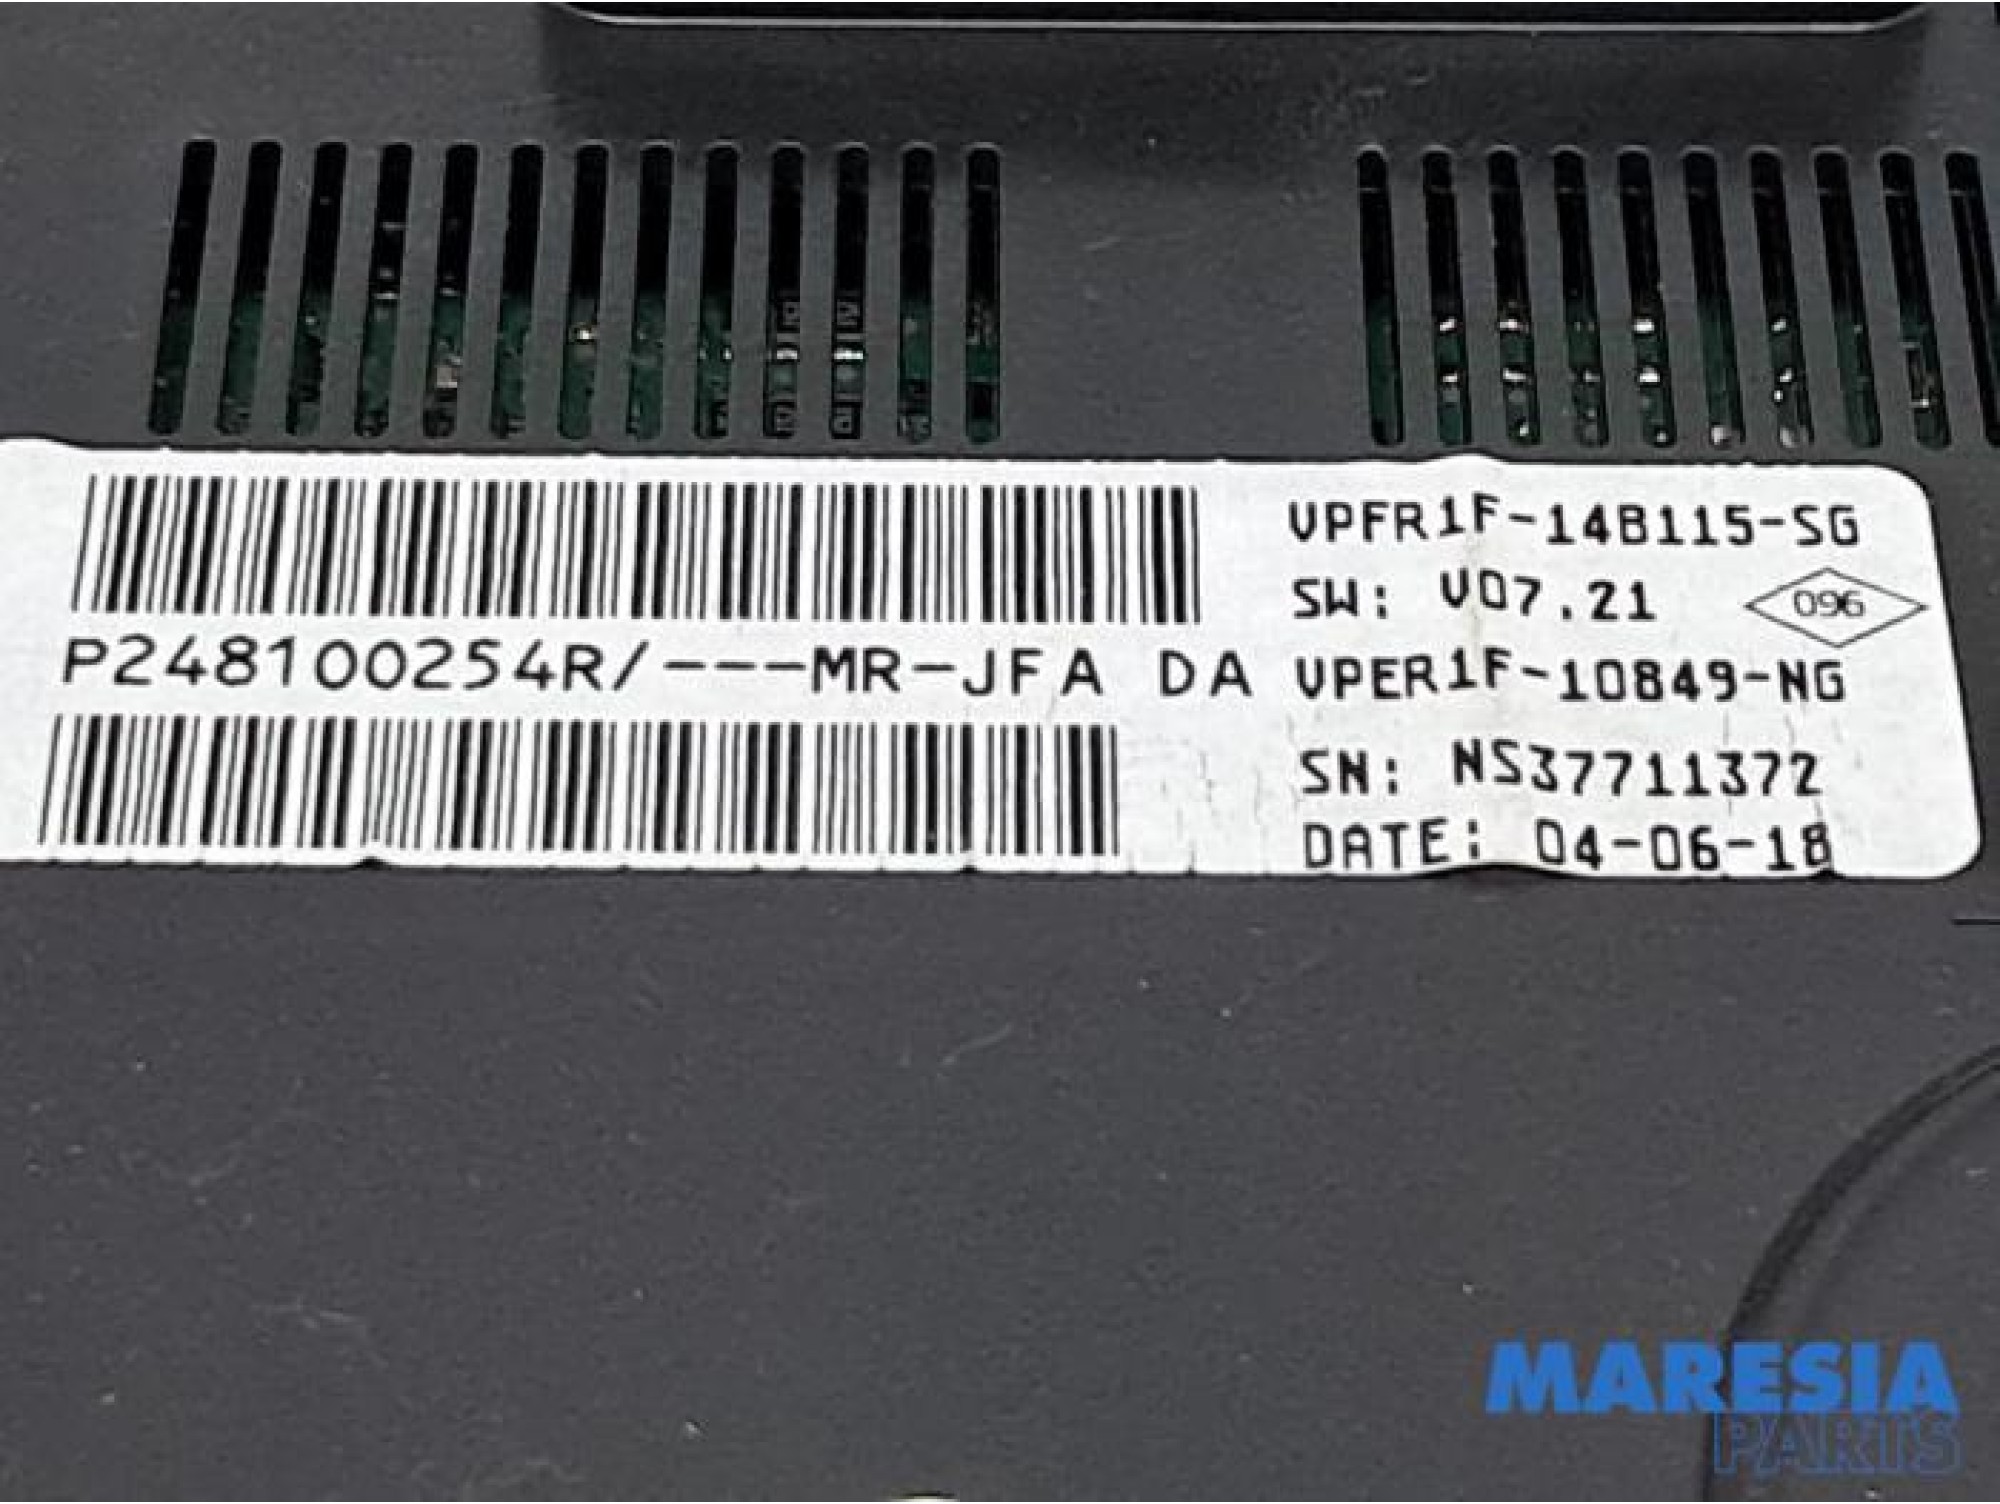 VPFR1F-14B115-SG
SW: V07.21
096
P248100254R/---MR-JFA DA
VPER1F-10849-NG
SN: NS37711372
DATE: 04-06-18
MARESIA
PARTS